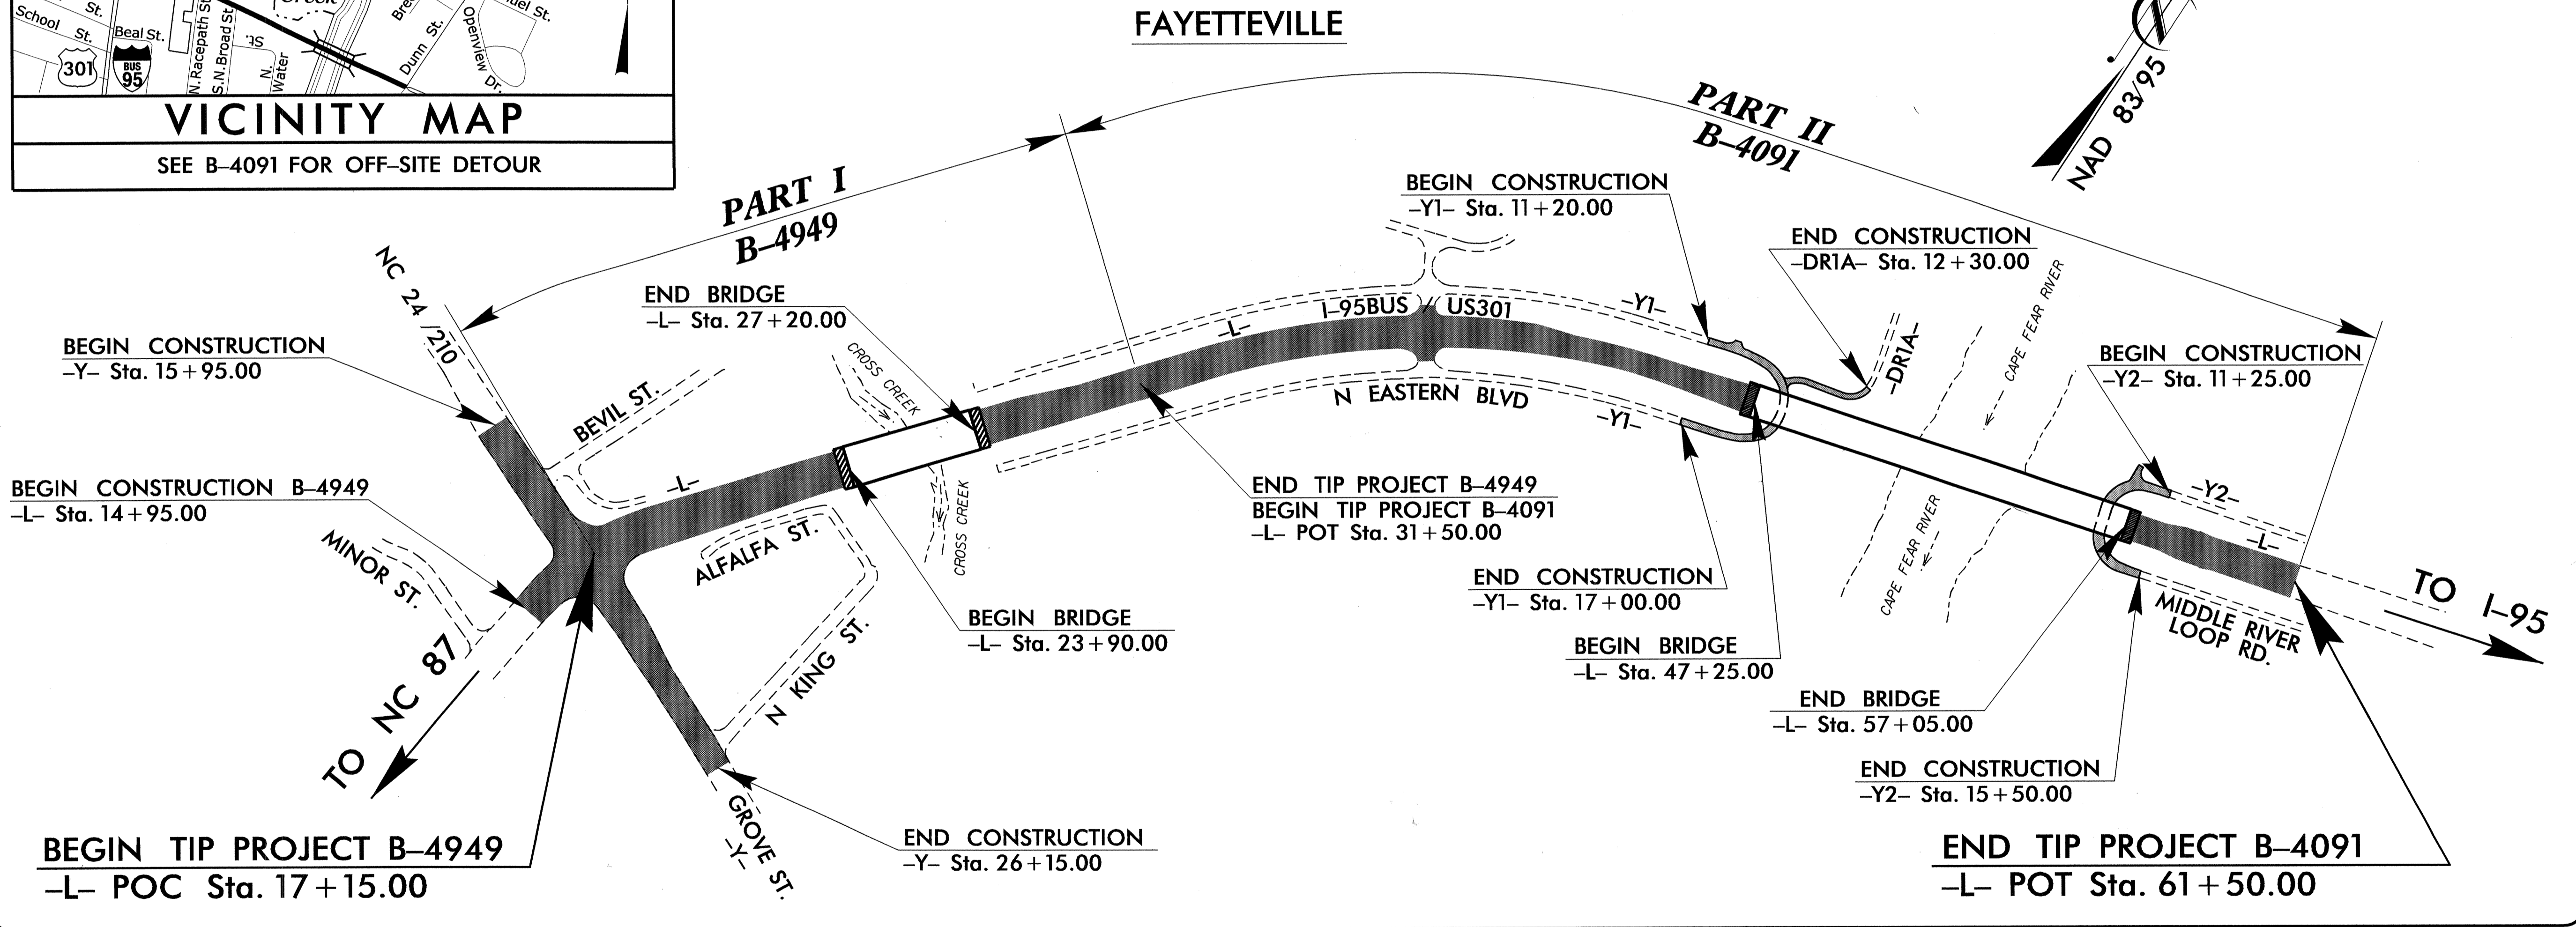 FAYETTEVILLE
School St.
St.
Beal St.
301
BUS
95
N. Racepath St.
S.N. Broad St.
St.
N. Water
Dunn St.
Openview Dr.
VICINITY MAP
SEE B–4091 FOR OFF–SITE DETOUR
NAD 83/95
PART I
B–4949
PART II
B–4091
BEGIN CONSTRUCTION
–Y1– Sta. 11+20.00
END CONSTRUCTION
–DR1A– Sta. 12+30.00
NC 24 /210
END BRIDGE
–L– Sta. 27+20.00
BEGIN CONSTRUCTION
–Y– Sta. 15+95.00
BEVIL ST.
CROSS CREEK
–L–
I–95BUS / US301
–Y1–
–DR1A–
CAPE FEAR RIVER
BEGIN CONSTRUCTION
–Y2– Sta. 11+25.00
N EASTERN BLVD
–Y1–
BEGIN CONSTRUCTION B–4949
–L– Sta. 14+95.00
–L–
MINOR ST.
ALFALFA ST.
CROSS CREEK
END TIP PROJECT B–4949
BEGIN TIP PROJECT B–4091
–L– POT Sta. 31+50.00
CAPE FEAR RIVER
–Y2–
–L–
END CONSTRUCTION
–Y1– Sta. 17+00.00
MIDDLE RIVER
LOOP RD.
TO I–95
BEGIN BRIDGE
–L– Sta. 23+90.00
BEGIN BRIDGE
–L– Sta. 47+25.00
N KING ST.
TO NC 87
END BRIDGE
–L– Sta. 57+05.00
END CONSTRUCTION
–Y2– Sta. 15+50.00
GROVE ST.
–Y–
END CONSTRUCTION
–Y– Sta. 26+15.00
BEGIN TIP PROJECT B–4949
–L– POC Sta. 17+15.00
END TIP PROJECT B–4091
–L– POT Sta. 61+50.00